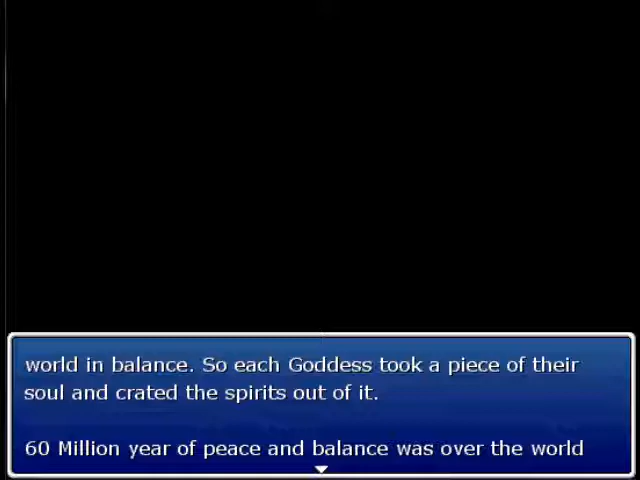 world in balance. So each Goddess took a piece of their
soul and crated the spirits out of it.
60 Million year of peace and balance was over the world